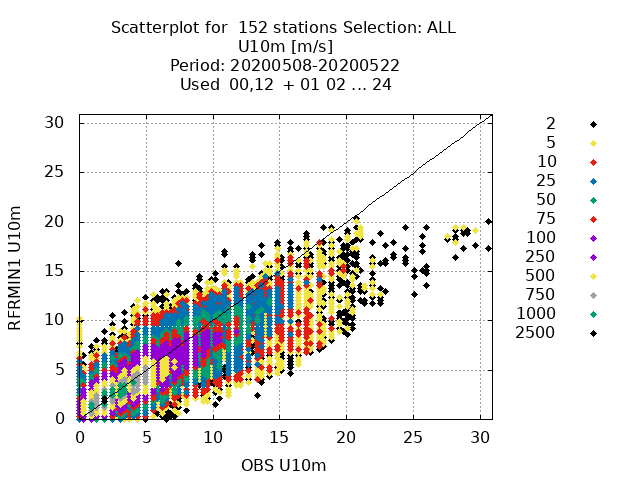 Scatterplot for  152 stations Selection: ALL
U10m [m/s]
Period: 20200508-20200522
Used  00,12  + 01 02 ... 24
RFRMIN1 U10m
30
25
20
15
10
5
0
0 5 10 15 20 25 30
OBS U10m
2
5
10
25
50
75
100
250
500
750
1000
2500